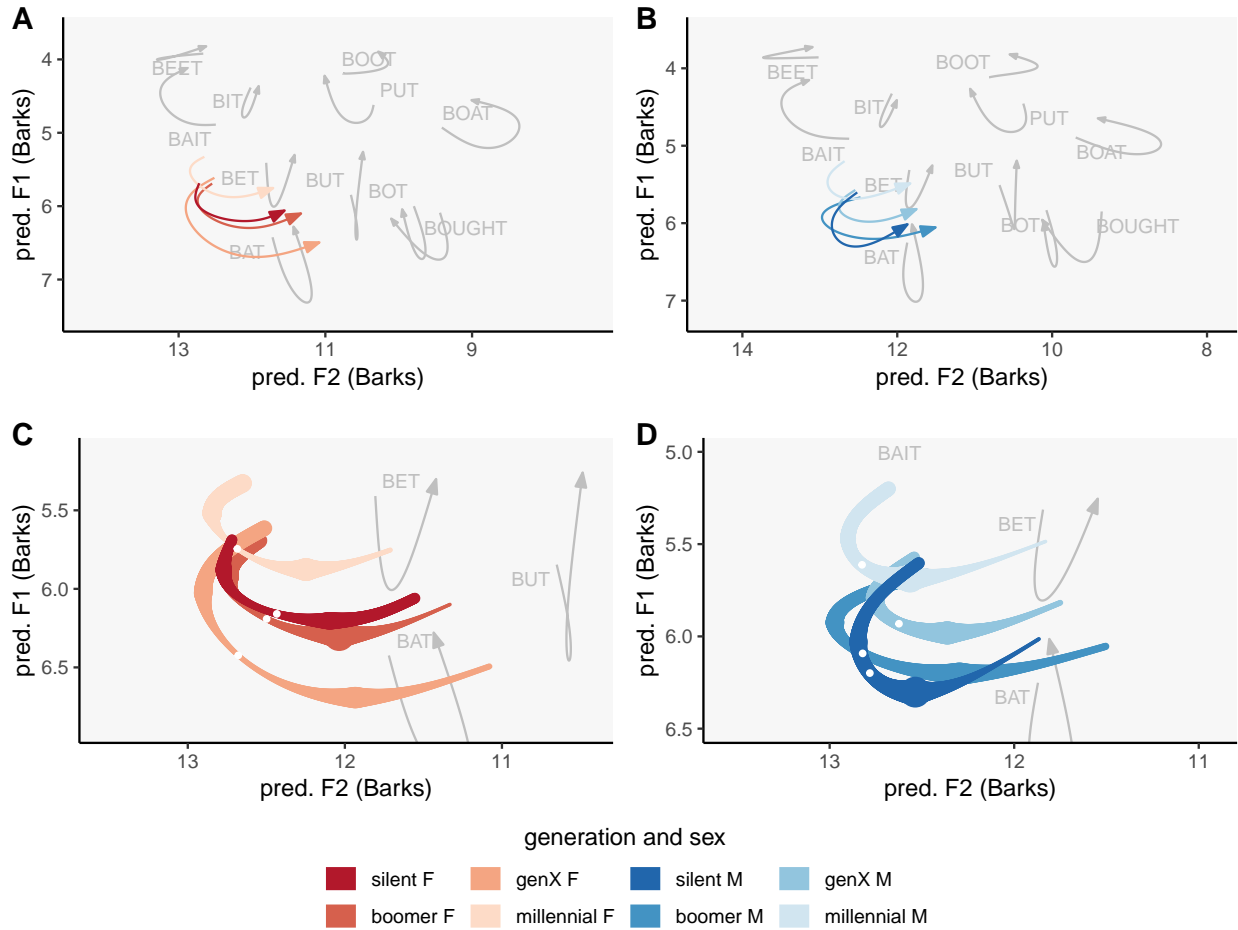 A
B
4
5
6
7
pred. F1 (Barks)
BEET
BIT
BAIT
BET
BAT
BOOT
PUT
BOAT
BUT
BOT
BOUGHT
13
11
9
pred. F2 (Barks)
4
5
6
7
pred. F1 (Barks)
BEET
BIT
BAIT
BET
BAT
BOOT
PUT
BOAT
BUT
BOT
BOUGHT
14
12
10
8
pred. F2 (Barks)
C
D
5.5
6.0
6.5
pred. F1 (Barks)
BET
BUT
BAT
13
12
11
pred. F2 (Barks)
5.0
5.5
6.0
6.5
pred. F1 (Barks)
BAIT
BET
BAT
13
12
11
pred. F2 (Barks)
generation and sex
silent F genX F silent M genX M
boomer F millennial F boomer M millennial M